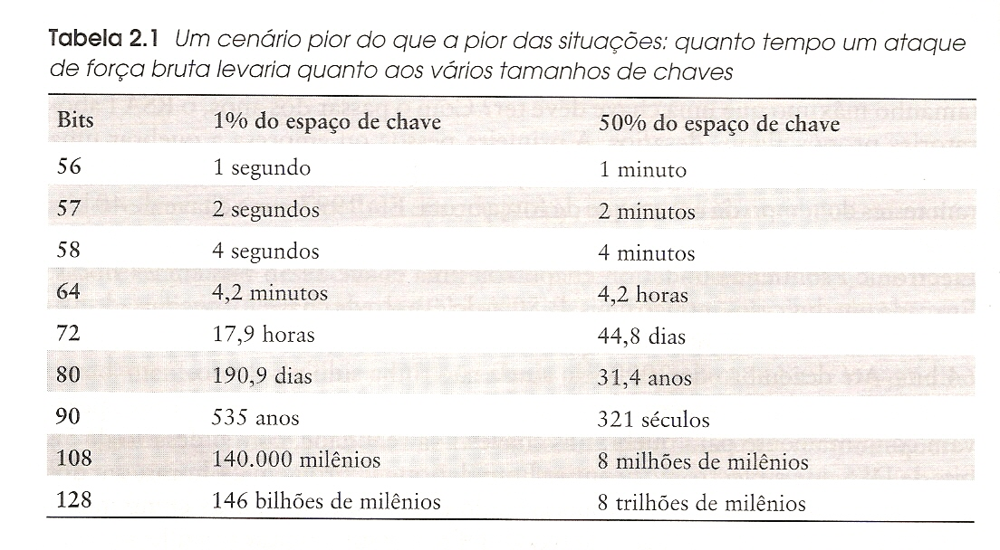 Tabela 2.1 Um cenário pior do que a pior das situações: quanto tempo um ataque
de força bruta levaria quanto aos vários tamanhos de chaves
Bits 1% do espaço de chave 50% do espaço de chave
56 1 segundo 1 minuto
57 2 segundos 2 minutos
58 4 segundos 4 minutos
64 4,2 minutos 4,2 horas
72 17,9 horas 44,8 dias
80 190,9 dias 31,4 anos
90 535 anos 321 séculos
108 140.000 milênios 8 milhões de milênios
128 146 bilhões de milênios 8 trilhões de milênios